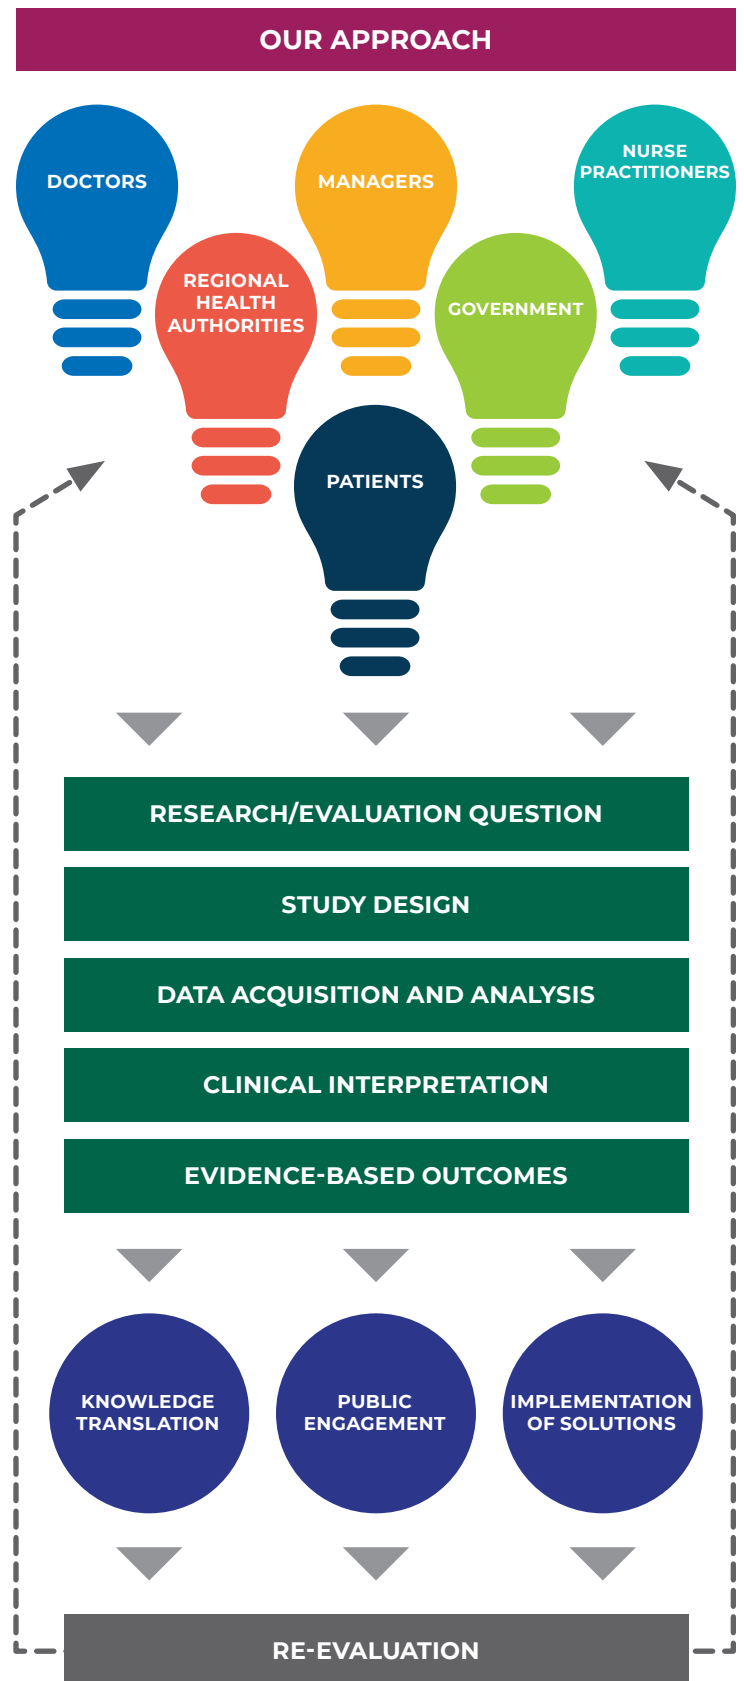 OUR APPROACH
DOCTORS
MANAGERS
NURSE
PRACTITIONERS
REGIONAL
HEALTH
AUTHORITIES
GOVERNMENT
PATIENTS
RESEARCH/EVALUATION QUESTION
STUDY DESIGN
DATA ACQUISITION AND ANALYSIS
CLINICAL INTERPRETATION
EVIDENCE-BASED OUTCOMES
KNOWLEDGE
TRANSLATION
PUBLIC
ENGAGEMENT
IMPLEMENTATION
OF SOLUTIONS
RE-EVALUATION